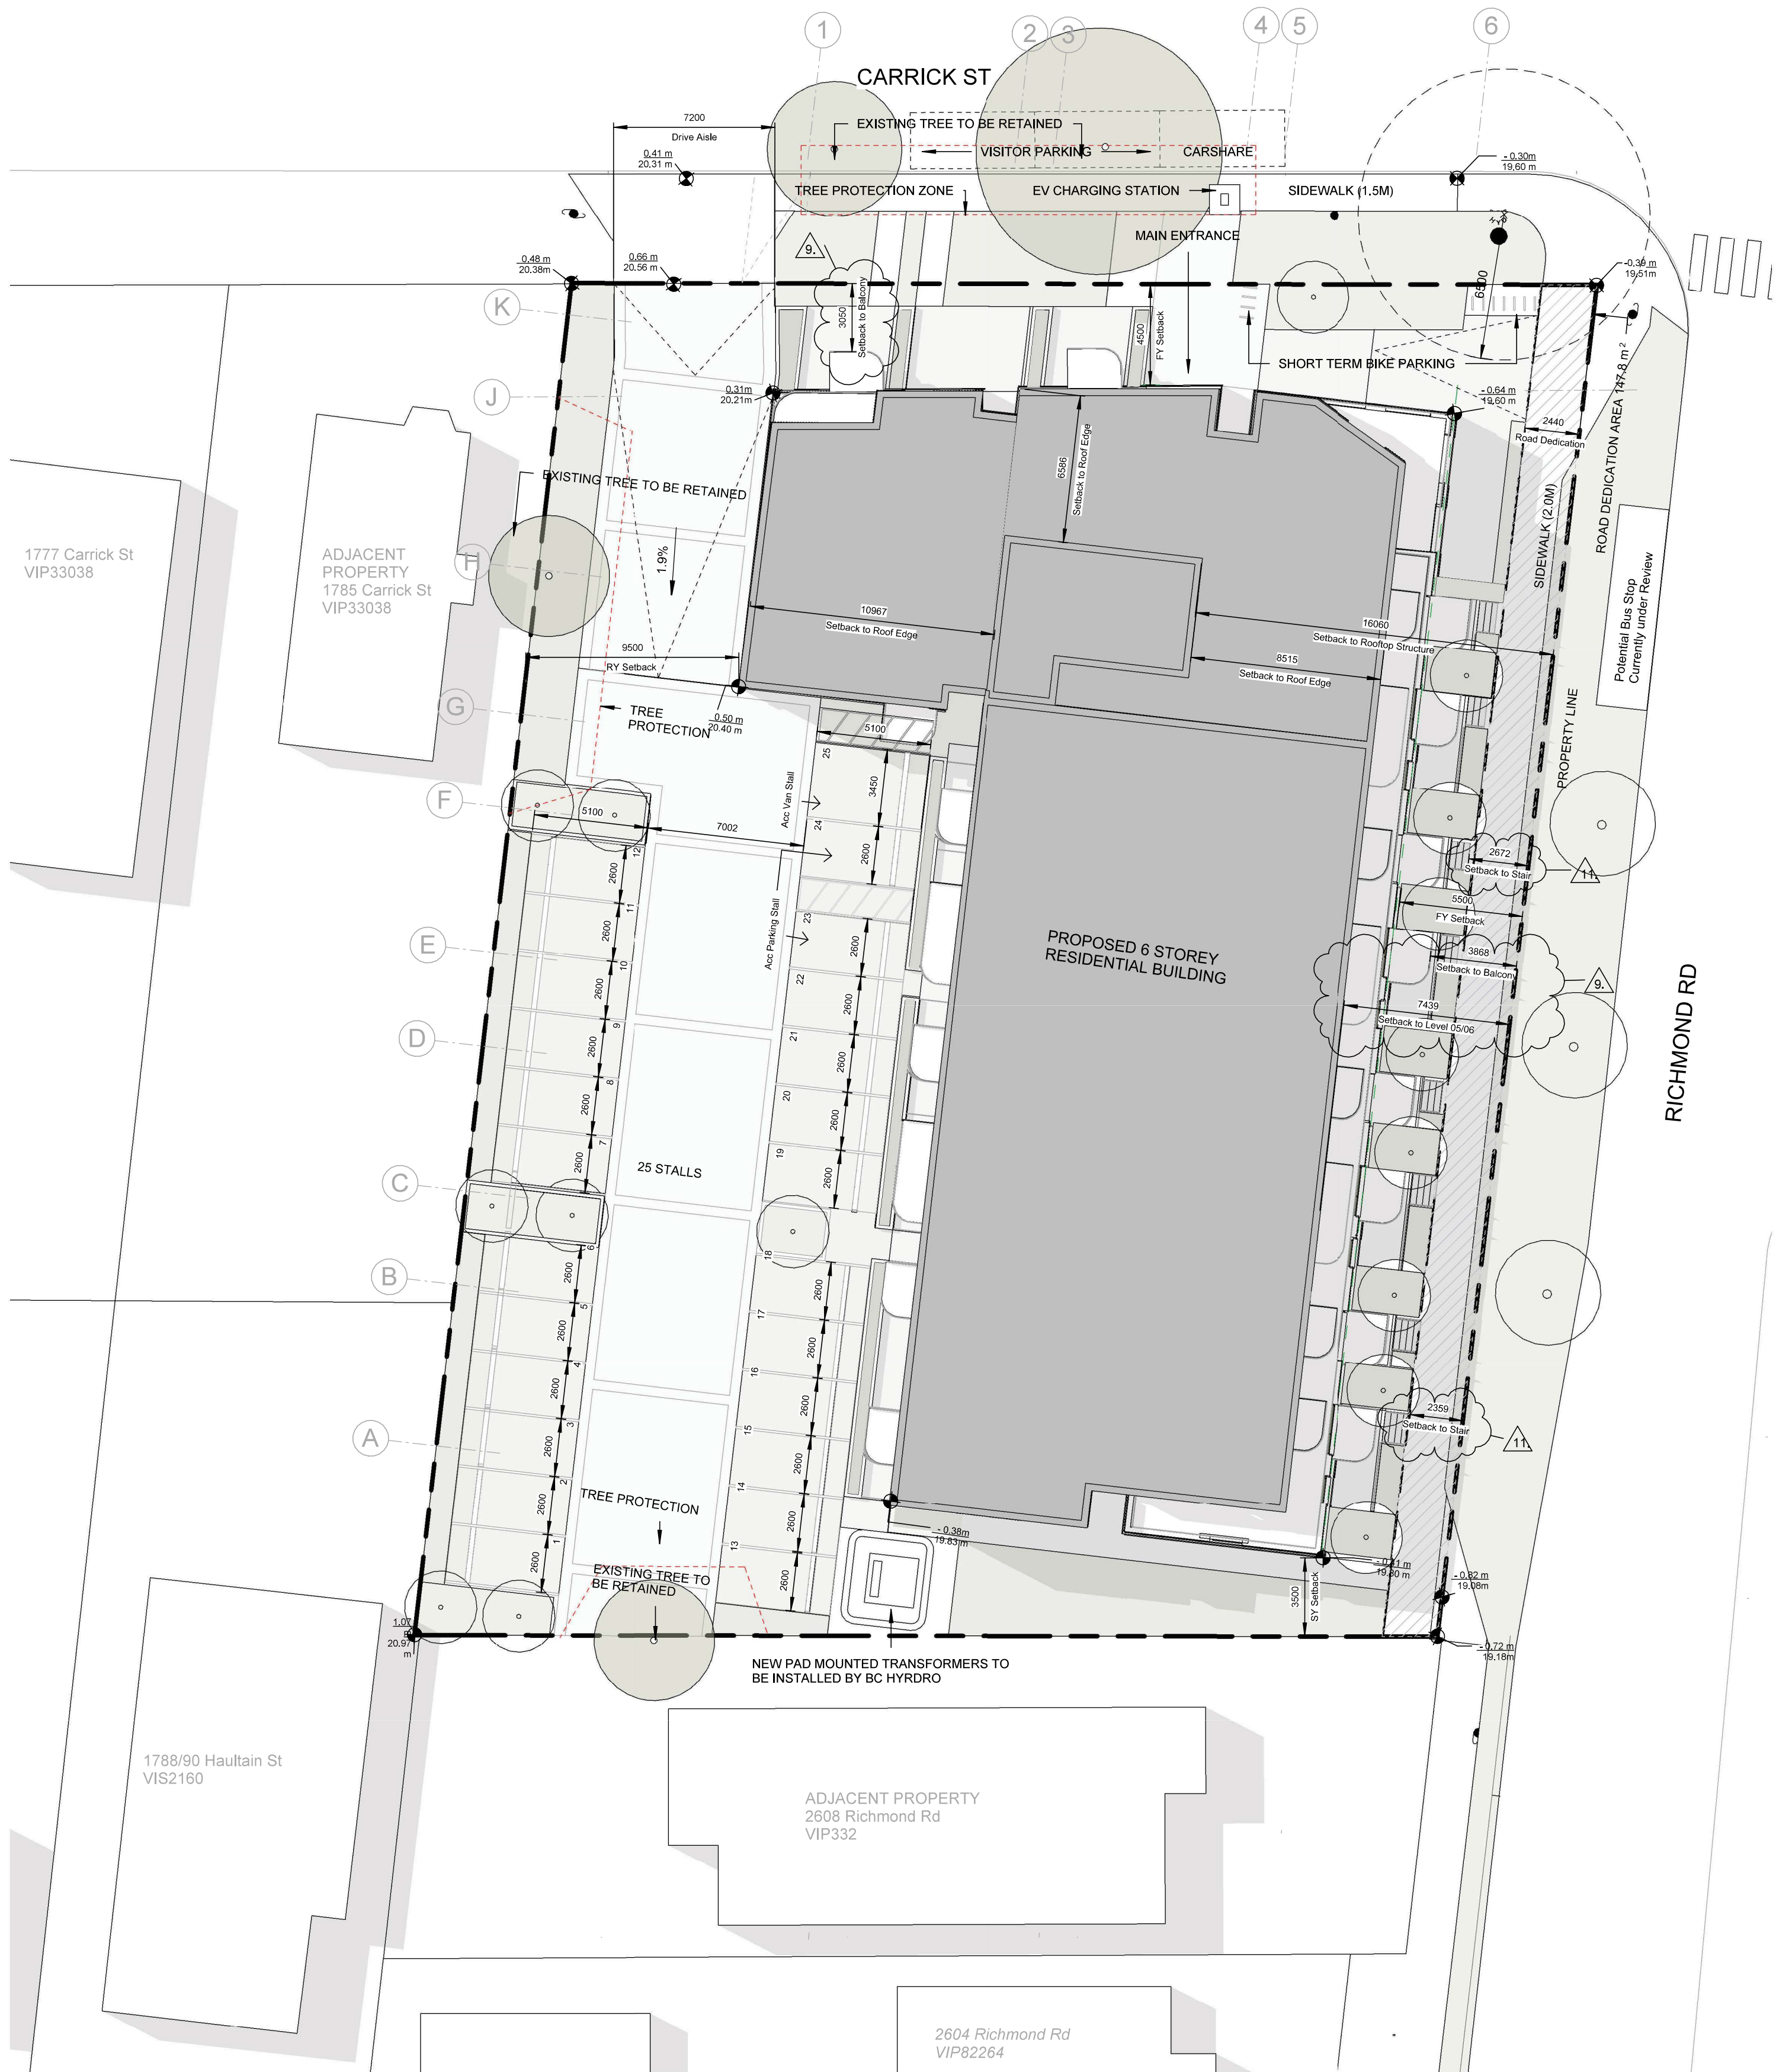 1
2
3
4
5
6
CARRICK ST
7200
Drive Aisle
EXISTING TREE TO BE RETAINED
VISITOR PARKING
CARSHARE
0.41 m
20.31 m
- 0.30m
19.60 m
TREE PROTECTION ZONE
EV CHARGING STATION
SIDEWALK (1.5M)
MAIN ENTRANCE
9.
0.48 m
20.38m
0.66 m
20.56 m
-0.39 m
19.51m
6500
K
3050
Setback to Balcony
4500
FY Setback
SHORT TERM BIKE PARKING
J
0.31m
20.21m
- 0.64 m
19.60 m
2440
Road Dedication
ROAD DEDICATION AREA 147.8 m2
6586
Setback to Roof Edge
EXISTING TREE TO BE RETAINED
SIDEWALK (2.0M)
1777 Carrick St
VIP33038
ADJACENT
PROPERTY
1785 Carrick St
VIP33038
H
1.9%
Potential Bus Stop
Currently under Review
10967
Setback to Roof Edge
16060
Setback to Rooftop Structure
9500
RY Setback
8515
Setback to Roof Edge
G
TREE
PROTECTION
0.50 m
20.40 m
5100
25
PROPERTY LINE
3450
Acc Van Stall
F
5100
7002
24
12
2600
2600
2672
Setback to Stair
11.
11
Acc Parking Stall
23
5500
FY Setback
E
2600
10
2600
22
PROPOSED 6 STOREY
RESIDENTIAL BUILDING
3868
Setback to Balcony
9.
2600
9
2600
21
7439
Setback to Level 05/06
RICHMOND RD
D
2600
8
2600
20
2600
7
2600
19
2600
25 STALLS
2600
C
6
18
B
2600
5
2600
17
2600
4
2600
16
2600
3
2600
15
2359
Setback to Stair
11.
A
2600
2
2600
14
2600
1
TREE PROTECTION
2600
13
2600
2600
- 0.38m
19.83m
EXISTING TREE TO
BE RETAINED
3500
SY Setback
19.80 m
- 0.82 m
19.08m
1.07
20.97
m
- 0.72 m
19.18m
NEW PAD MOUNTED TRANSFORMERS TO
BE INSTALLED BY BC HYRDRO
1788/90 Haultain St
VIS2160
ADJACENT PROPERTY
2608 Richmond Rd
VIP332
2604 Richmond Rd
VIP82264